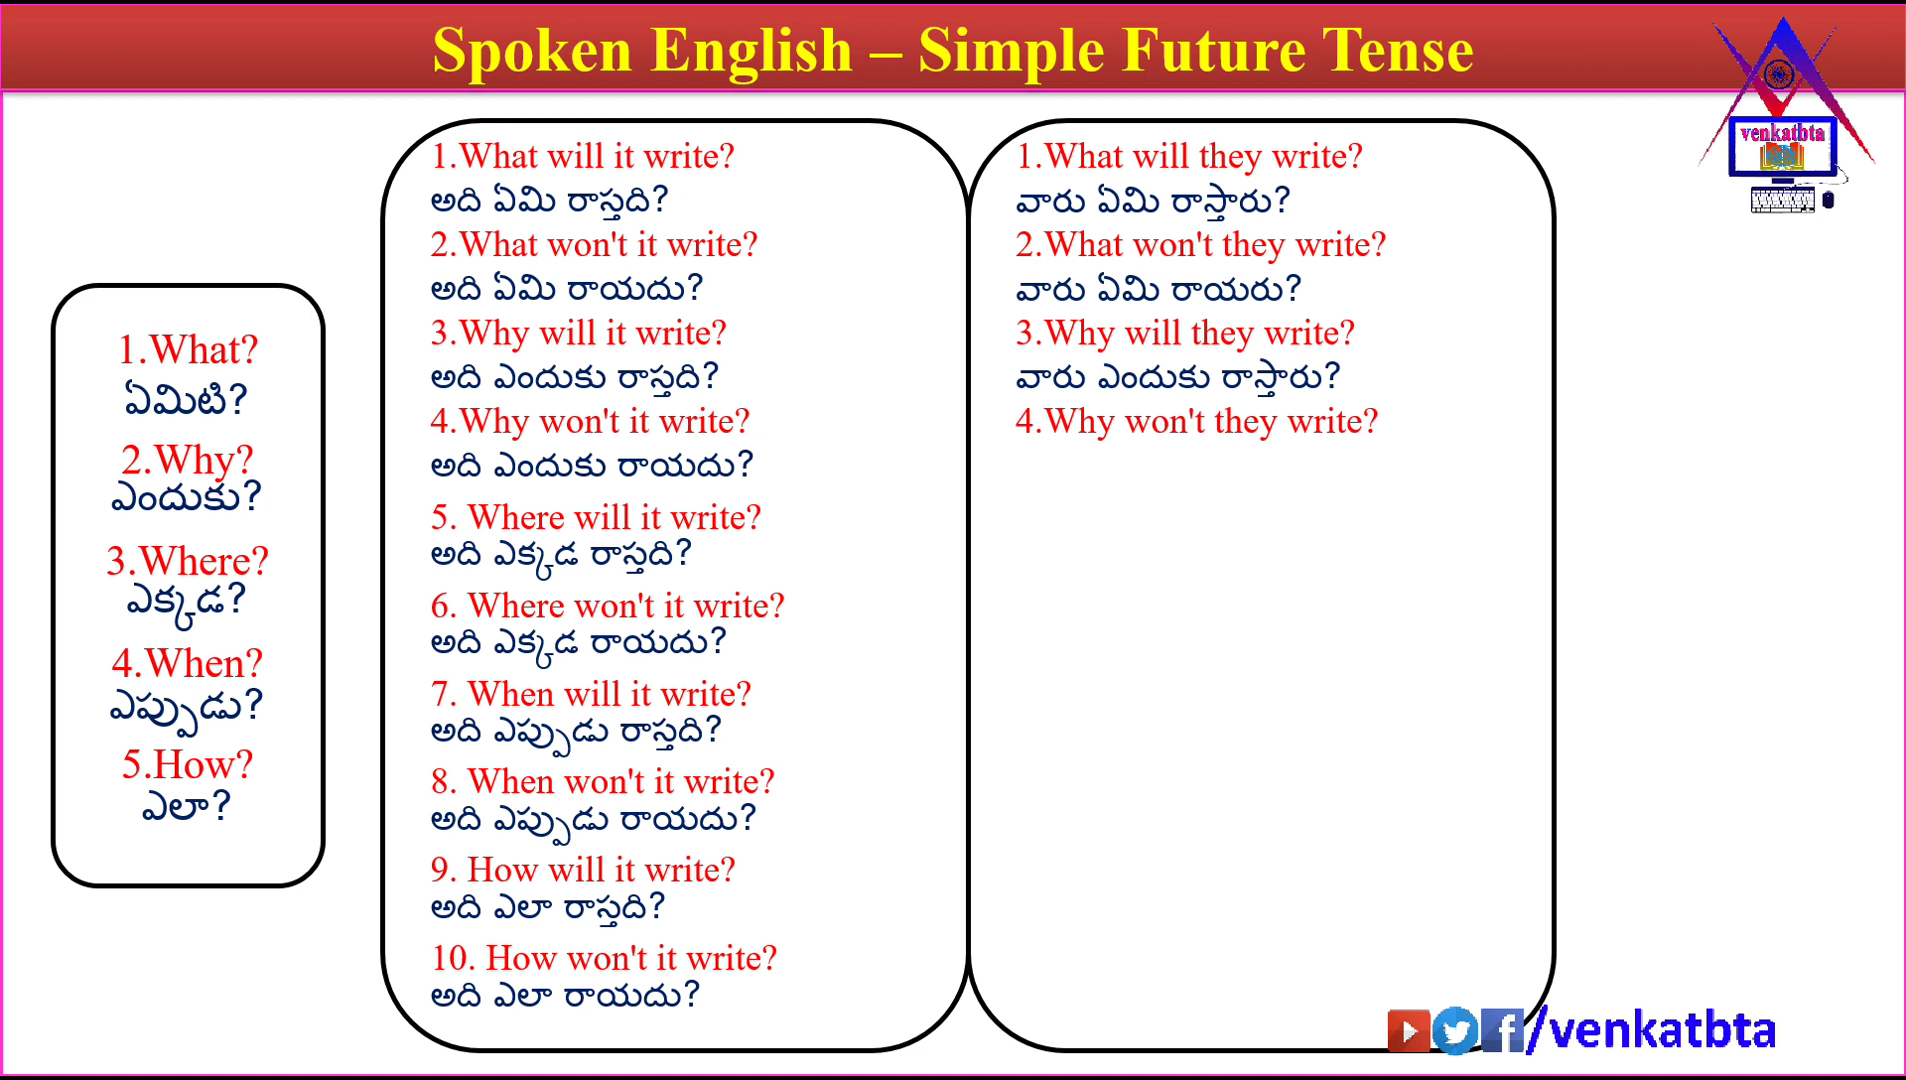 Spoken English – Simple Future Tense
venkatbta
1.What?
ఏమిటి?
2.Why?
ఎందుకు?
3.Where?
ఎక్కడ?
4.When?
ఎప్పుడు?
5.How?
ఎలా?
1.What will it write?
అది ఏమి రాస్తది?
2.What won't it write?
అది ఏమి రాయదు?
3.Why will it write?
అది ఎందుకు రాస్తది?
4.Why won't it write?
అది ఎందుకు రాయదు?
5. Where will it write?
అది ఎక్కడ రాస్తది?
6. Where won't it write?
అది ఎక్కడ రాయదు?
7. When will it write?
అది ఎప్పుడు రాస్తది?
8. When won't it write?
అది ఎప్పుడు రాయదు?
9. How will it write?
అది ఎలా రాస్తది?
10. How won't it write?
అది ఎలా రాయదు?
1.What will they write?
వారు ఏమి రాస్తారు?
2.What won't they write?
వారు ఏమి రాయరు?
3.Why will they write?
వారు ఎందుకు రాస్తారు?
4.Why won't they write?
/venkatbta